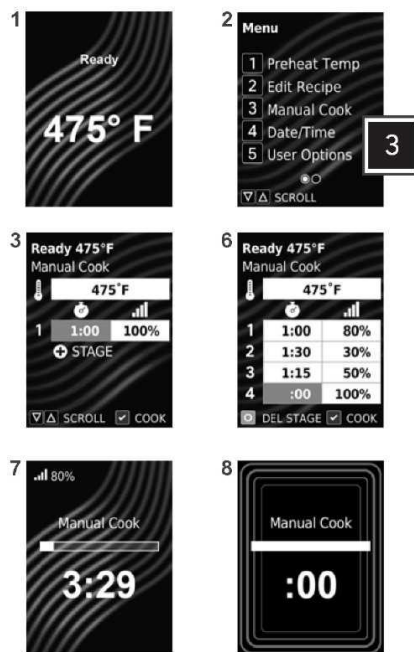 1
Ready
475° F
2
Menu
1 Preheat Temp
2 Edit Recipe
3 Manual Cook
4 Date/Time
5 User Options
3
SCROLL
3
Ready 475°F
Manual Cook
475°F
1 1:00 100%
STAGE
SCROLL COOK
6
Ready 475°F
Manual Cook
475°F
1 1:00 80%
2 1:30 30%
3 1:15 50%
4 :00 100%
DEL STAGE COOK
7
80%
Manual Cook
3:29
8
Manual Cook
:00